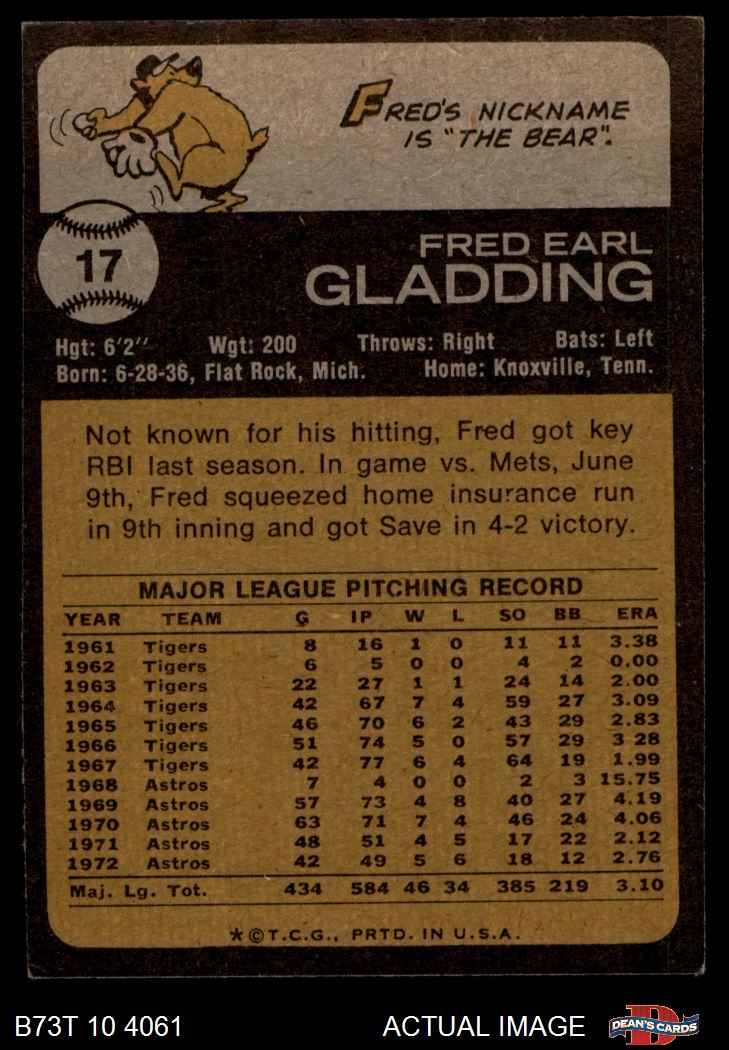 FRED'S NICKNAME
IS "THE BEAR".
17
FRED EARL
GLADDING
Hgt: 6'2" Wgt: 200 Throws: Right Bats: Left
Born: 6-28-36, Flat Rock, Mich. Home: Knoxville, Tenn.
Not known for his hitting, Fred got key
RBI last season. In game vs. Mets, June
9th, Fred squeezed home insurance run
in 9th inning and got Save in 4-2 victory.
MAJOR LEAGUE PITCHING RECORD
YEAR TEAM G IP W L SO BB ERA
1961 Tigers 8 16 1 0 11 11 3.38
1962 Tigers 6 5 0 0 4 2 0.00
1963 Tigers 22 27 1 1 24 14 2.00
1964 Tigers 42 67 7 4 59 27 3.09
1965 Tigers 46 70 6 2 43 29 2.83
1966 Tigers 51 74 5 0 57 29 3 28
1967 Tigers 42 77 6 4 64 19 1.99
1968 Astros 7 4 0 0 2 3 15.75
1969 Astros 57 73 4 8 40 27 4.19
1970 Astros 63 71 7 4 46 24 4.06
1971 Astros 48 51 4 5 17 22 2.12
1972 Astros 42 49 5 6 18 12 2.76
Maj. Lg. Tot. 434 584 46 34 385 219 3.10
*©T.C.G., PRTD. IN U.S.A.
B73T 10 4061 ACTUAL IMAGE D DEAN'S CARDS